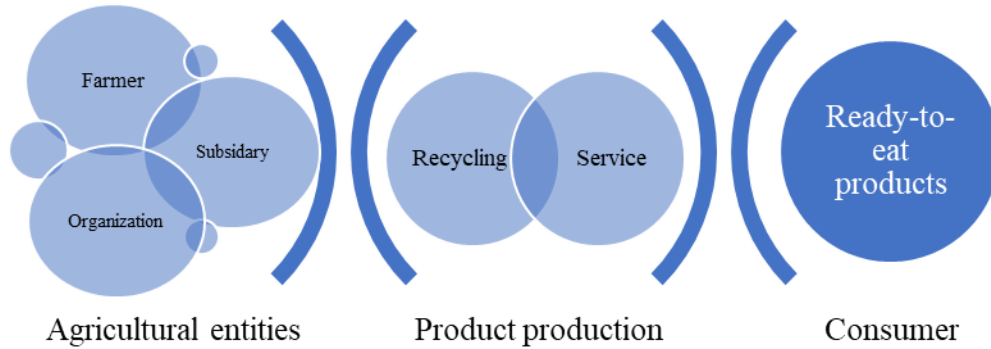 Farmer
Subsidary
Organization
Recycling
Service
Ready-to-
eat
products
Agricultural entities
Product production
Consumer